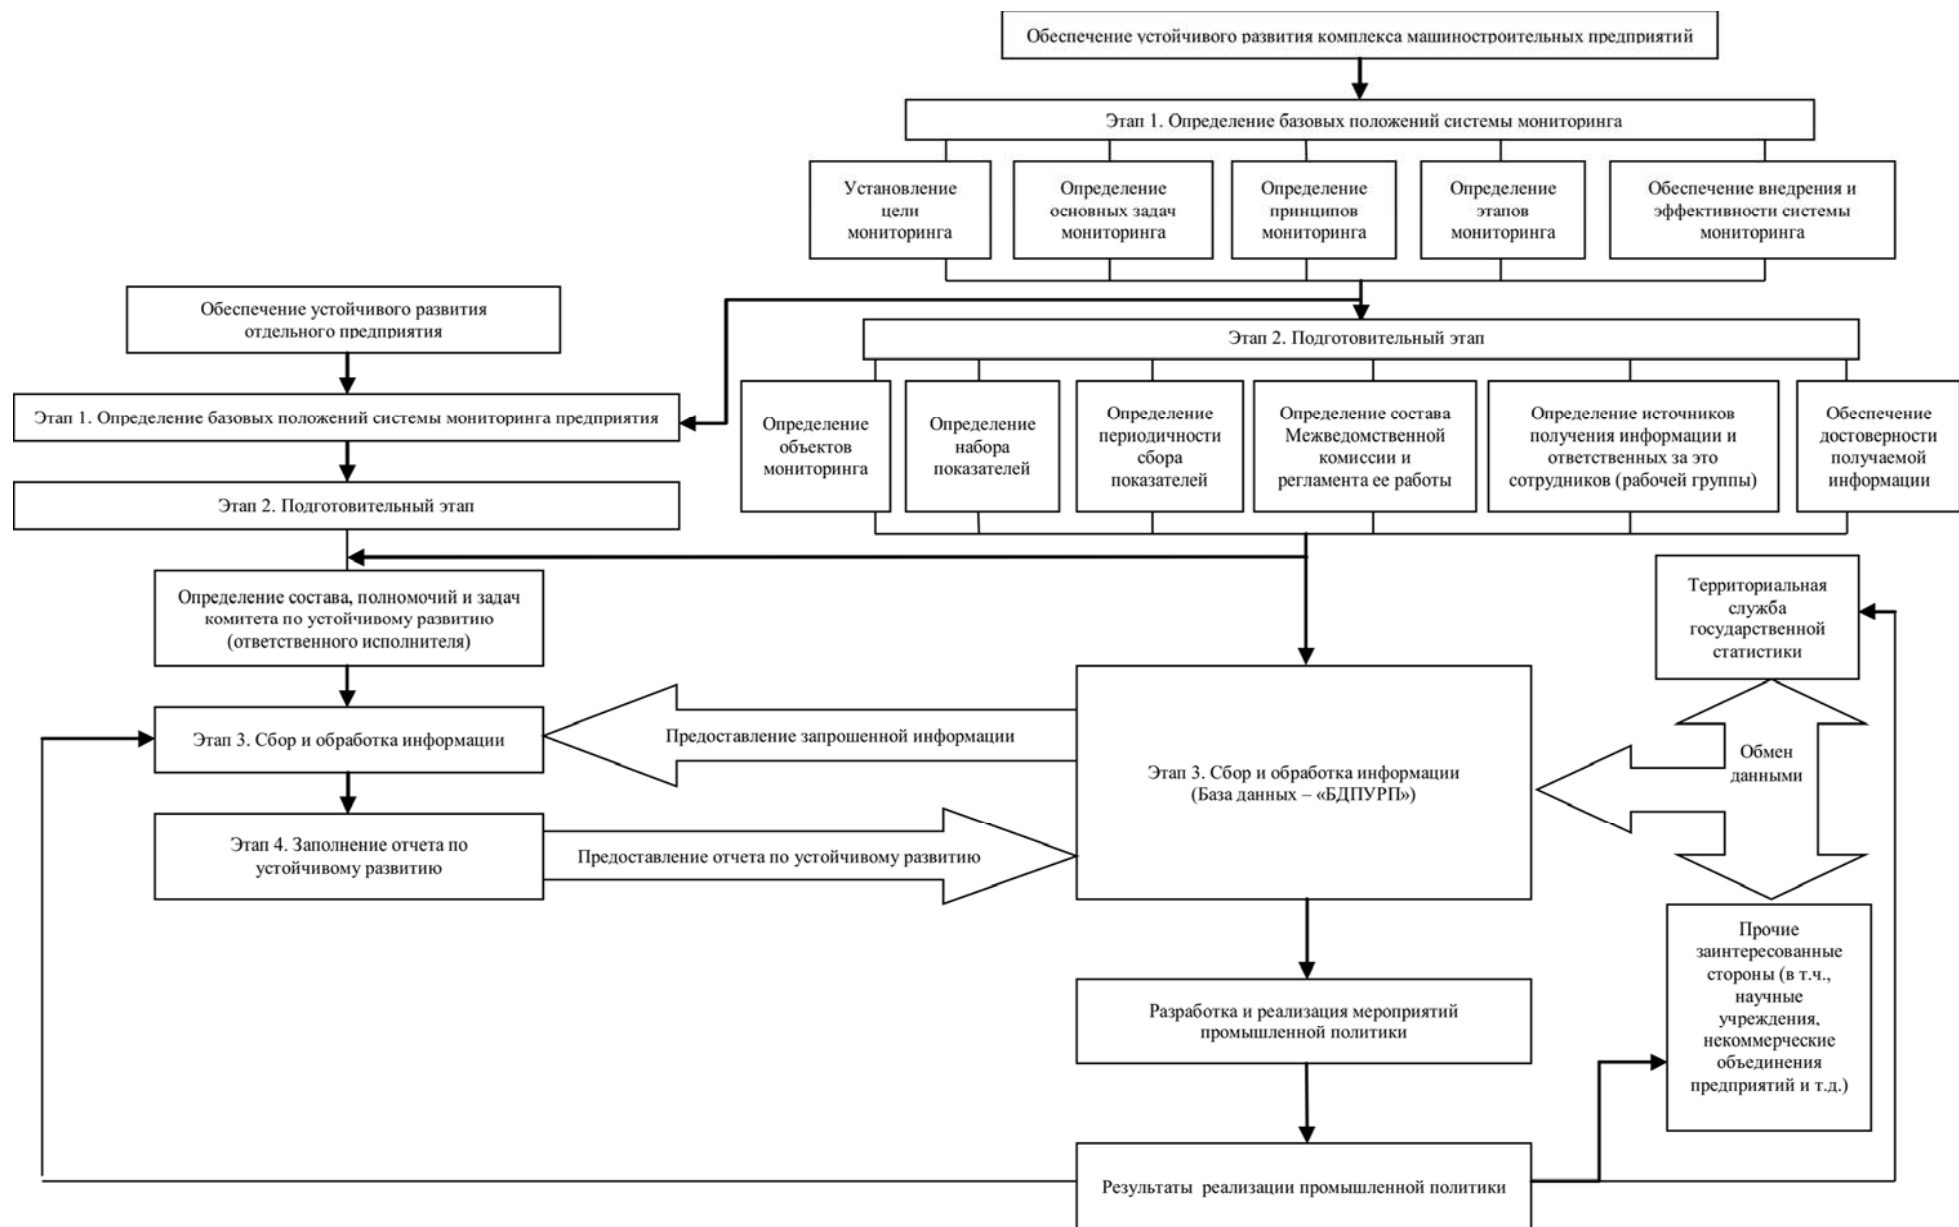 Обеспечение устойчивого развития комплекса машиностроительных предприятий
Этап 1. Определение базовых положений системы мониторинга
Установление
цели
мониторинга
Определение
основных задач
мониторинга
Определение
принципов
мониторинга
Определение
этапов
мониторинга
Обеспечение внедрения и
эффективности системы
мониторинга
Обеспечение устойчивого развития
отдельного предприятия
Этап 2. Подготовительный этап
Этап 1. Определение базовых положений системы мониторинга предприятия
Определение
объектов
мониторинга
Определение
набора
показателей
Определение
периодичности
сбора
показателей
Определение состава
Межведомственной
комиссии и
регламента ее работы
Определение источников
получения информации и
ответственных за это
сотрудников (рабочей группы)
Обеспечение
достоверности
получаемой
информации
Этап 2. Подготовительный этап
Определение состава, полномочий и задач
комитета по устойчивому развитию
(ответственного исполнителя)
Территориальная
служба
государственной
статистики
Этап 3. Сбор и обработка информации
Предоставление запрошенной информации
Этап 3. Сбор и обработка информации
(База данных – «БДПУРП»)
Обмен
данными
Этап 4. Заполнение отчета по
устойчивому развитию
Предоставление отчета по устойчивому развитию
Прочие
заинтересованные
стороны (в т.ч.,
научные
учреждения,
некоммерческие
объединения
предприятий и т.д.)
Разработка и реализация мероприятий
промышленной политики
Результаты реализации промышленной политики